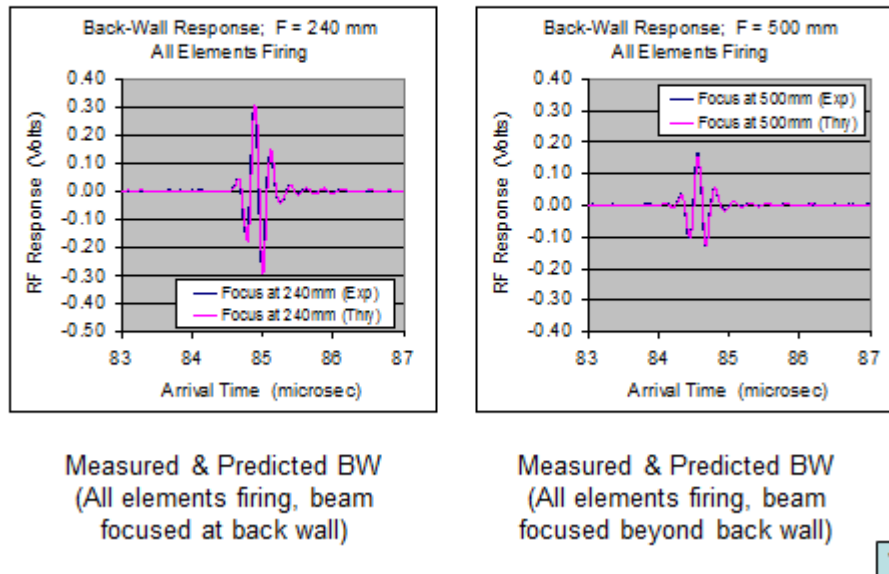 Back-Wall Response; F = 240 mm
All Elements Firing
RF Response (Volts)
0.40
0.30
0.20
0.10
0.00
-0.10
-0.20
-0.30
-0.40
-0.50
Focus at 240mm (Exp)
Focus at 240mm (Thry)
83 84 85 86 87
Arrival Time (microsec)
Measured & Predicted BW
(All elements firing, beam
focused at back wall)
Back-Wall Response; F = 500 mm
All Elements Firing
RF Response (Volts)
0.40
0.30
0.20
0.10
0.00
-0.10
-0.20
-0.30
-0.40
Focus at 500mm (Exp)
Focus at 500mm (Thry)
83 84 85 86 87
Arrival Time (microsec)
Measured & Predicted BW
(All elements firing, beam
focused beyond back wall)